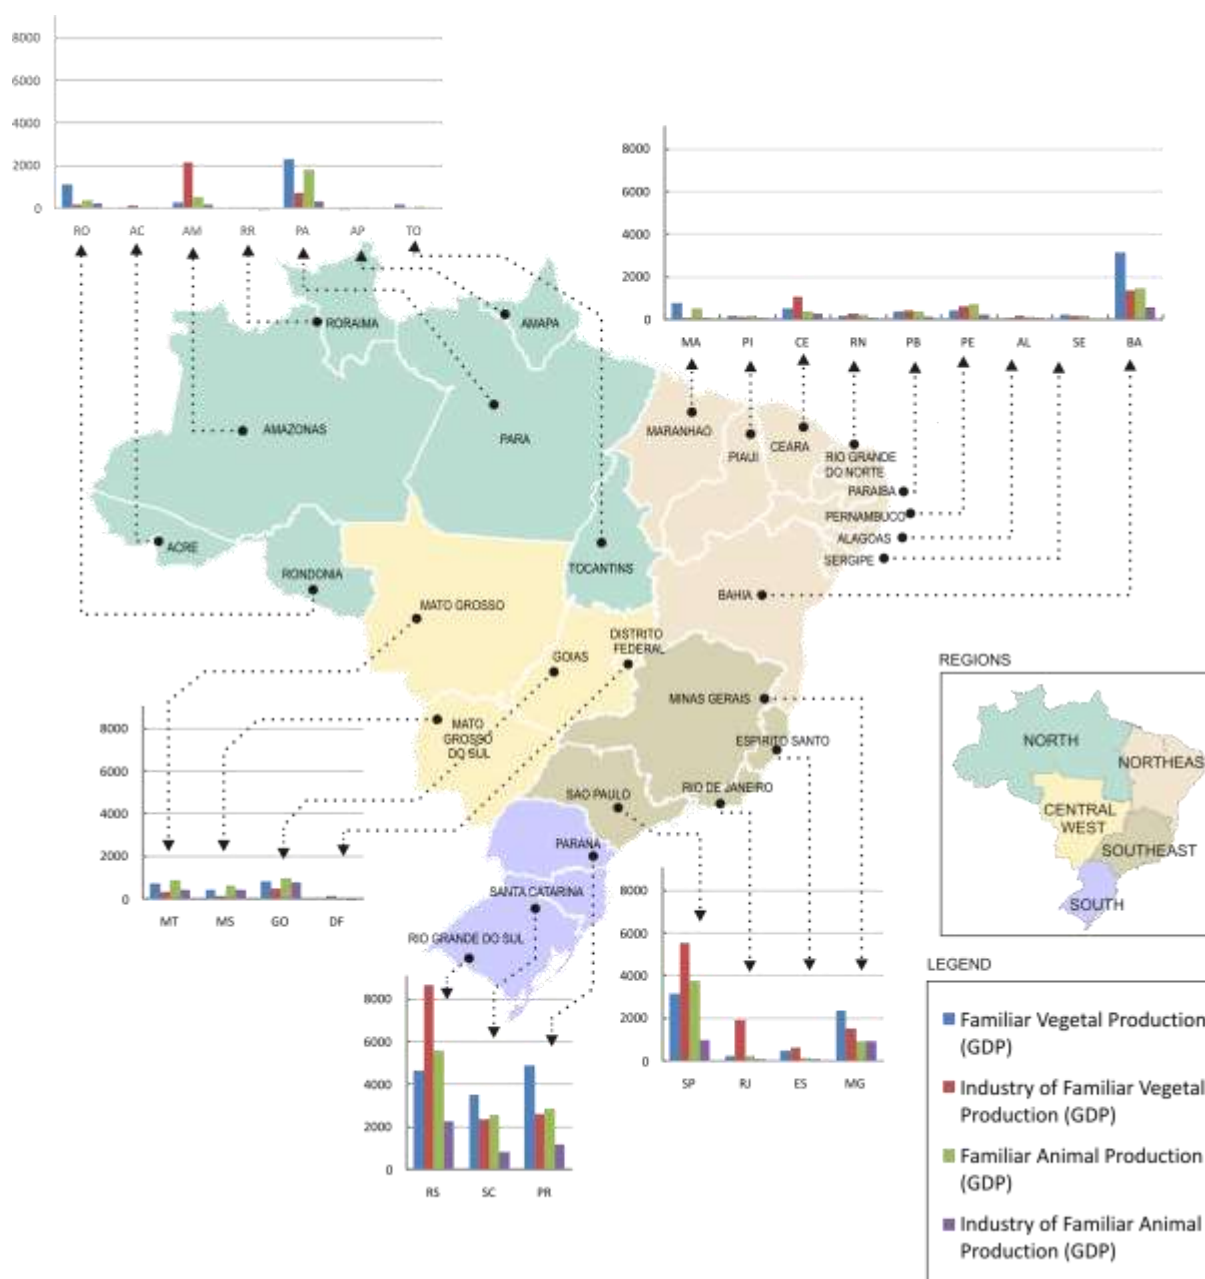 8000
6000
4000
2000
0
RO AC AM RR PA AP TO
8000
6000
4000
2000
0
MA PI CE RN PB PE AL SE BA
RORAIMA
AMAPA
AMAZONAS
PARA
MARANHAO
PIAUI
CEARA
RIO GRANDE
DO NORTE
PARAIBA
PERNAMBUCO
ALAGOAS
SERGIPE
ACRE
RONDONIA
TOCANTINS
BAHIA
MATO GROSSO
DISTRITO
FEDERAL
GOIAS
MINAS GERAIS
MATO
GROSSO
DO SUL
ESPIRITO SANTO
RIO DE JANEIRO
SAO PAULO
PARANA
SANTA CATARINA
RIO GRANDE DO SUL
8000
6000
4000
2000
0
MT MS GO DF
8000
6000
4000
2000
0
RS SC PR
8000
6000
4000
2000
0
SP RJ ES MG
REGIONS
NORTH
NORTHEAS
CENTRAL
WEST
SOUTHEAST
SOUTH
LEGEND
Familiar Vegetal Production
(GDP)
Industry of Familiar Vegetal
Production (GDP)
Familiar Animal Production
(GDP)
Industry of Familiar Animal
Production (GDP)